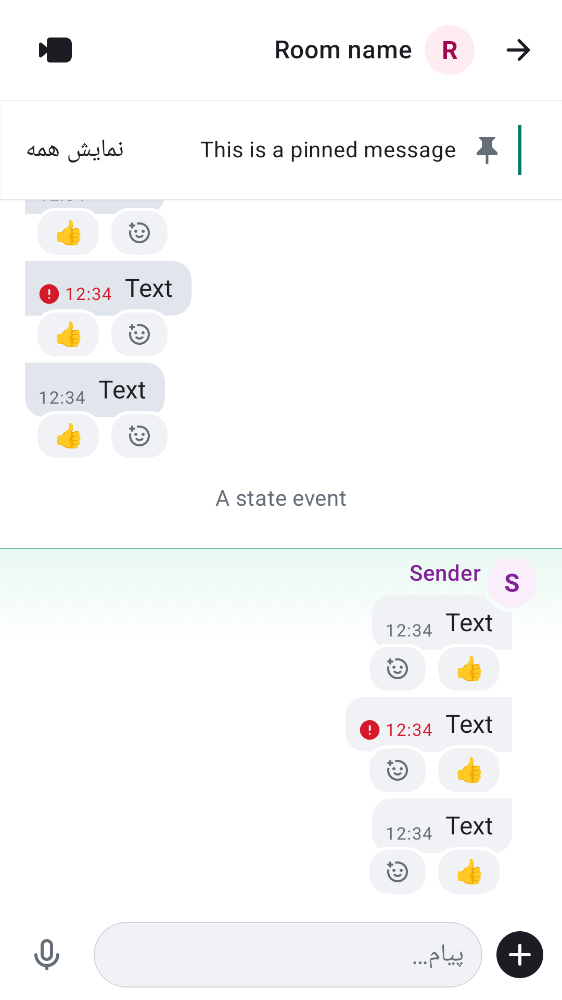 Room name
R
This is a pinned message
نمایش همه
12:34 Text
12:34 Text
A state event
Sender
S
12:34 Text
12:34 Text
12:34 Text
پیام...